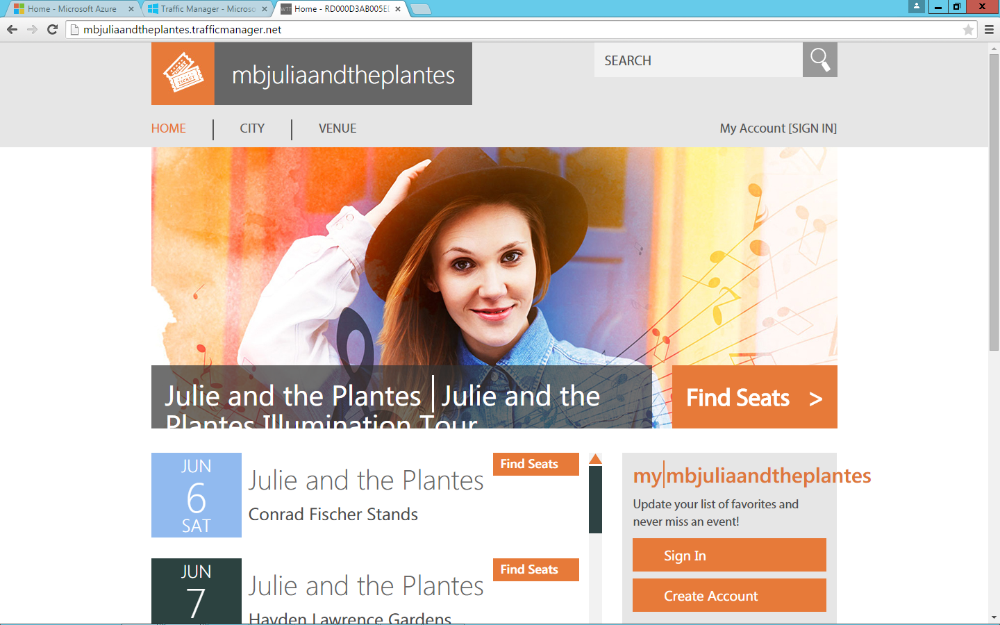 Home - Microsoft Azure
Traffic Manager - Microso
Home - RD000D3AB005E
mbjuliaandtheplantes.trafficmanager.net
TICKET
mbjuliaandtheplantes
SEARCH
HOME
CITY
VENUE
My Account [SIGN IN]
Julie and the Plantes | Julie and the
Plantes Illumination Tour
Find Seats >
JUN
6
SAT
Julie and the Plantes
Conrad Fischer Stands
Find Seats
JUN
7
Julie and the Plantes
Hayden Lawrence Gardens
Find Seats
my|mbjuliaandtheplantes
Update your list of favorites and
never miss an event!
Sign In
Create Account